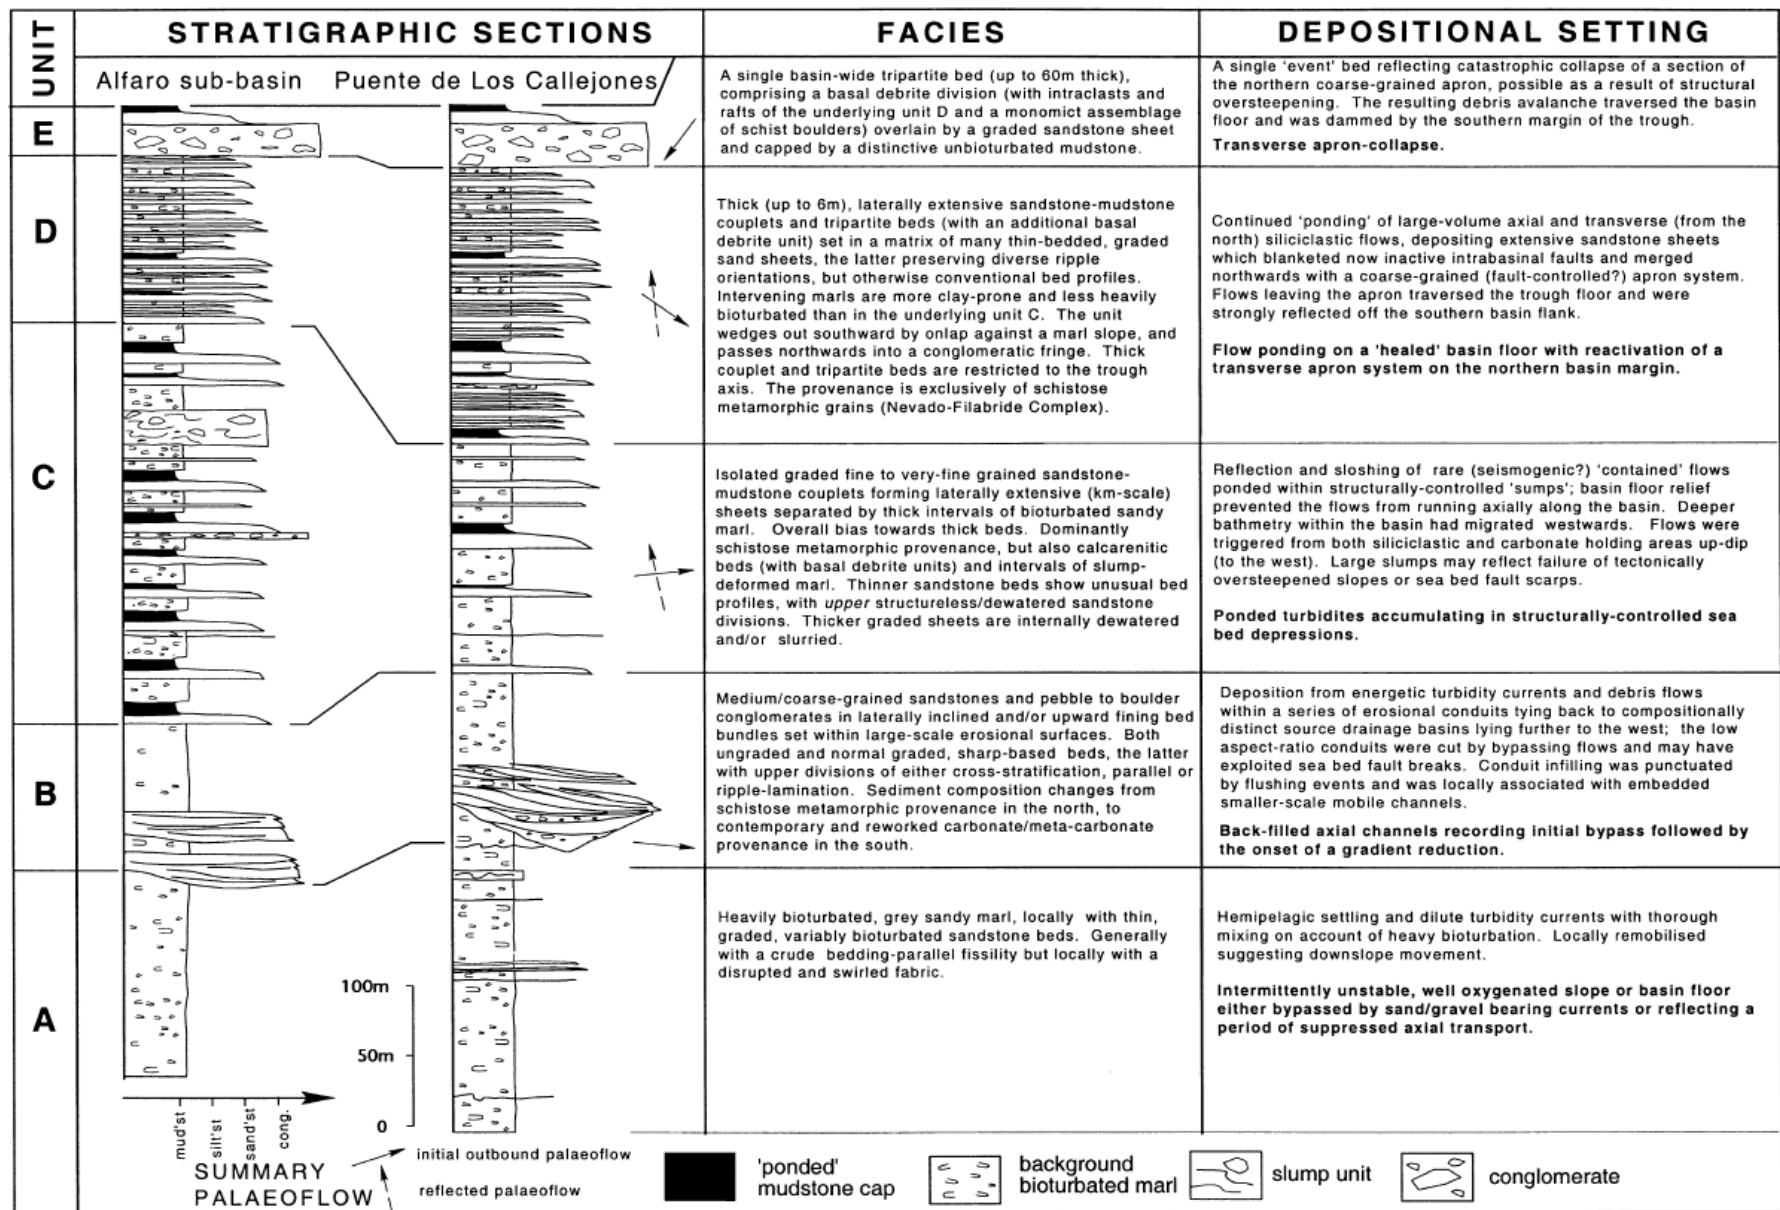 UNIT
STRATIGRAPHIC SECTIONS
FACIES
DEPOSITIONAL SETTING
Alfaro sub-basin
Puente de Los Callejones
E
A single basin-wide tripartite bed (up to 60m thick),
comprising a basal debrite division (with intraclasts and
rafts of the underlying unit D and a monomict assemblage
of schist boulders) overlain by a graded sandstone sheet
and capped by a distinctive unbioturbated mudstone.
A single 'event' bed reflecting catastrophic collapse of a section of
the northern coarse-grained apron, possible as a result of structural
oversteepening. The resulting debris avalanche traversed the basin
floor and was dammed by the southern margin of the trough.
Transverse apron-collapse.
D
Thick (up to 6m), laterally extensive sandstone-mudstone
couplets and tripartite beds (with an additional basal
debrite unit) set in a matrix of many thin-bedded, graded
sand sheets, the latter preserving diverse ripple
orientations, but otherwise conventional bed profiles.
Intervening marls are more clay-prone and less heavily
bioturbated than in the underlying unit C. The unit
wedges out southward by onlap against a marl slope, and
passes northwards into a conglomeratic fringe. Thick
couplet and tripartite beds are restricted to the trough
axis. The provenance is exclusively of schistose
metamorphic grains (Nevado-Filabride Complex).
Continued 'ponding' of large-volume axial and transverse (from the
north) siliciclastic flows, depositing extensive sandstone sheets
which blanketed now inactive intrabasinal faults and merged
northwards with a coarse-grained (fault-controlled?) apron system.
Flows leaving the apron traversed the trough floor and were
strongly reflected off the southern basin flank.
Flow ponding on a 'healed' basin floor with reactivation of a
transverse apron system on the northern basin margin.
C
Isolated graded fine to very-fine grained sandstone-
mudstone couplets forming laterally extensive (km-scale)
sheets separated by thick intervals of bioturbated sandy
marl. Overall bias towards thick beds. Dominantly
schistose metamorphic provenance, but also calcarenitic
beds (with basal debrite units) and intervals of slump-
deformed marl. Thinner sandstone beds show unusual bed
profiles, with upper structureless/dewatered sandstone
divisions. Thicker graded sheets are internally dewatered
and/or slurried.
Reflection and sloshing of rare (seismogenic?) 'contained' flows
ponded within structurally-controlled 'sumps'; basin floor relief
prevented the flows from running axially along the basin. Deeper
bathmetry within the basin had migrated westwards. Flows were
triggered from both siliciclastic and carbonate holding areas up-dip
(to the west). Large slumps may reflect failure of tectonically
oversteepened slopes or sea bed fault scarps.
Ponded turbidites accumulating in structurally-controlled sea
bed depressions.
B
Medium/coarse-grained sandstones and pebble to boulder
conglomerates in laterally inclined and/or upward fining bed
bundles set within large-scale erosional surfaces. Both
ungraded and normal graded, sharp-based beds, the latter
with upper divisions of either cross-stratification, parallel or
ripple-lamination. Sediment composition changes from
schistose metamorphic provenance in the north, to
contemporary and reworked carbonate/meta-carbonate
provenance in the south.
Deposition from energetic turbidity currents and debris flows
within a series of erosional conduits tying back to compositionally
distinct source drainage basins lying further to the west; the low
aspect-ratio conduits were cut by bypassing flows and may have
exploited sea bed fault breaks. Conduit infilling was punctuated
by flushing events and was locally associated with embedded
smaller-scale mobile channels.
Back-filled axial channels recording initial bypass followed by
the onset of a gradient reduction.
A
Heavily bioturbated, grey sandy marl, locally with thin,
graded, variably bioturbated sandstone beds. Generally
with a crude bedding-parallel fissility but locally with a
disrupted and swirled fabric.
Hemipelagic settling and dilute turbidity currents with thorough
mixing on account of heavy bioturbation. Locally remobilised
suggesting downslope movement.
Intermittently unstable, well oxygenated slope or basin floor
either bypassed by sand/gravel bearing currents or reflecting a
period of suppressed axial transport.
100m
50m
0
mud'st
silt'st
sand'st
cong.
SUMMARY
PALAEOFLOW
initial outbound palaeoflow
reflected palaeoflow
'ponded'
mudstone cap
background
bioturbated marl
slump unit
conglomerate